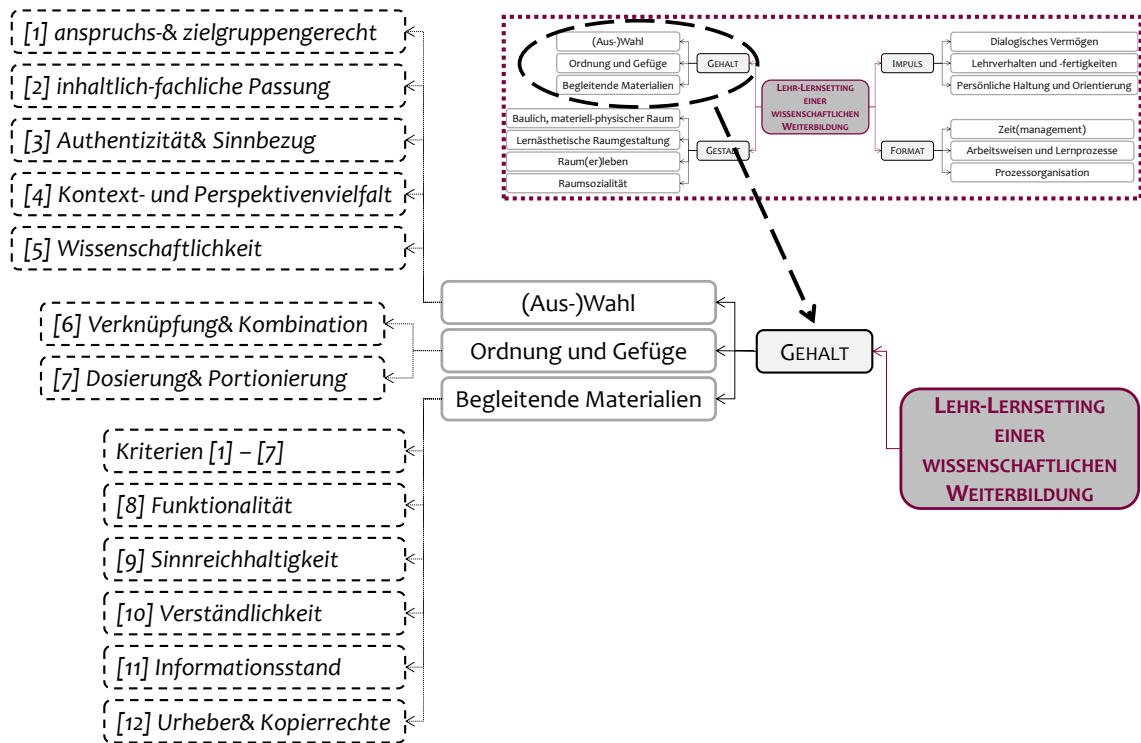 [1] anspruchs-& zielgruppengerecht
[2] inhaltlich-fachliche Passung
[3] Authentizität& Sinnbezug
[4] Kontext- und Perspektivenvielfalt
[5] Wissenschaftlichkeit
[6] Verknüpfung& Kombination
[7] Dosierung& Portionierung
Kriterien [1] – [7]
[8] Funktionalität
[9] Sinnreichhaltigkeit
[10] Verständlichkeit
[11] Informationsstand
[12] Urheber& Kopierrechte
(Aus-)Wahl
Ordnung und Gefüge
Begleitende Materialien
GEHALT
LEHR-LERNSETTING
EINER
WISSENSCHAFTLICHEN
WEITERBILDUNG
(Aus-)Wahl
Ordnung und Gefüge
Begleitende Materialien
GEHALT
Baulich, materiell-physischer Raum
Lernästhetische Raumgestaltung
Raum(er)leben
Raumsozialität
GESTALT
LEHR-LERNSETTING
EINER
WISSENSCHAFTLICHEN
WEITERBILDUNG
IMPULS
Dialogisches Vermögen
Lehrverhalten und -fertigkeiten
Persönliche Haltung und Orientierung
FORMAT
Zeit(management)
Arbeitsweisen und Lernprozesse
Prozessorganisation